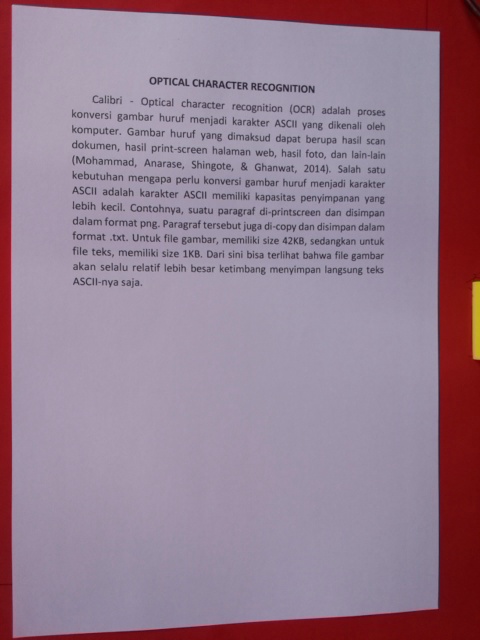 OPTICAL CHARACTER RECOGNITION
Calibri - Optical character recognition (OCR) adalah proses
konversi gambar huruf menjadi karakter ASCII yang dikenali oleh
komputer. Gambar huruf yang dimaksud dapat berupa hasil scan
dokumen, hasil print-screen halaman web, hasil foto, dan lain-lain
(Mohammad, Anarase, Shingote, & Ghanwat, 2014). Salah satu
kebutuhan mengapa perlu konversi gambar huruf menjadi karakter
ASCII adalah karakter ASCII memiliki kapasitas penyimpanan yang
lebih kecil. Contohnya, suatu paragraf di-printscreen dan disimpan
dalam format png. Paragraf tersebut juga di-copy dan disimpan dalam
format .txt. Untuk file gambar, memiliki size 42KB, sedangkan untuk
file teks, memiliki size 1KB. Dari sini bisa terlihat bahwa file gambar
akan selalu relatif lebih besar ketimbang menyimpan langsung teks
ASCII-nya saja.